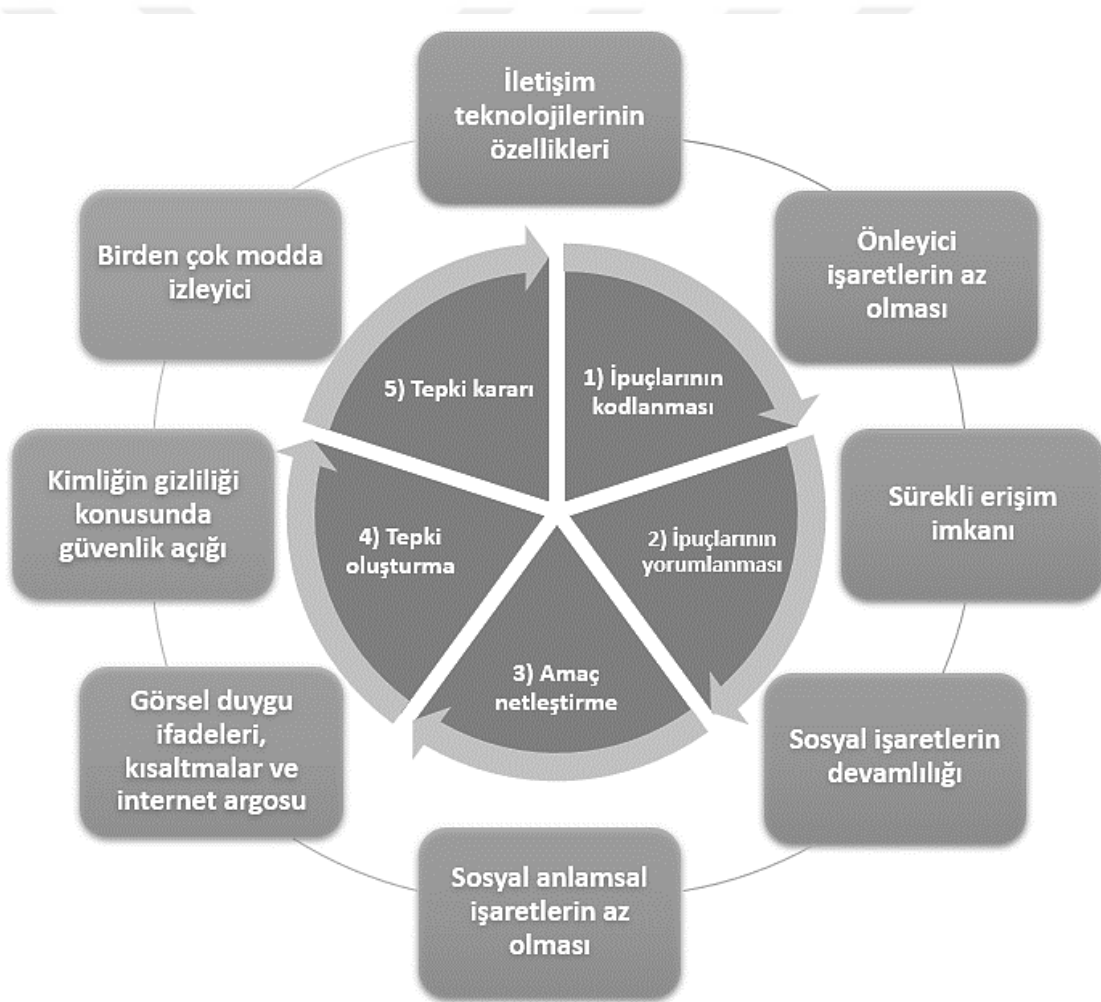 İletişim
teknolojilerinin
özellikleri
Önleyici
işaretlerin az
olması
Sürekli erişim
imkanı
Sosyal işaretlerin
devamlılığı
Sosyal anlamsal
işaretlerin az
olması
Görsel duygu
ifadeleri,
kısaltmalar ve
internet argosu
Kimliğin gizliliği
konusunda
güvenlik açığı
Birden çok modda
izleyici
1) İpuçlarının
kodlanması
2) İpuçlarının
yorumlanması
3) Amaç
netleştirme
4) Tepki
oluşturma
5) Tepki kararı